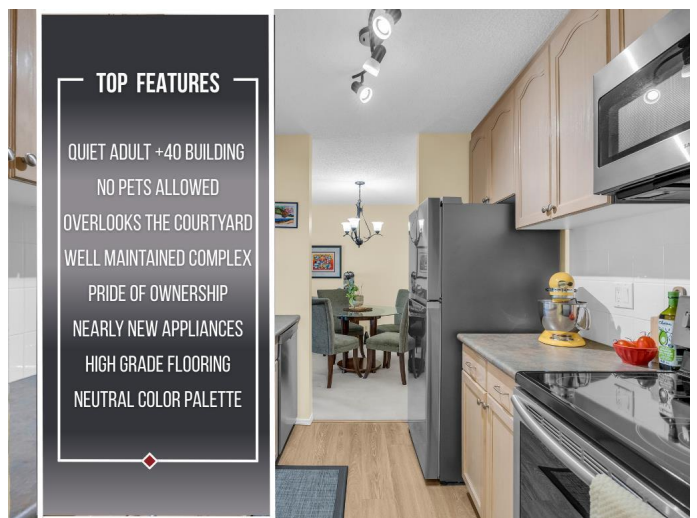 TOP FEATURES
QUIET ADULT +40 BUILDING
NO PETS ALLOWED
OVERLOOKS THE COURTYARD
WELL MAINTAINED COMPLEX
PRIDE OF OWNERSHIP
NEARLY NEW APPLIANCES
HIGH GRADE FLOORING
NEUTRAL COLOR PALETTE